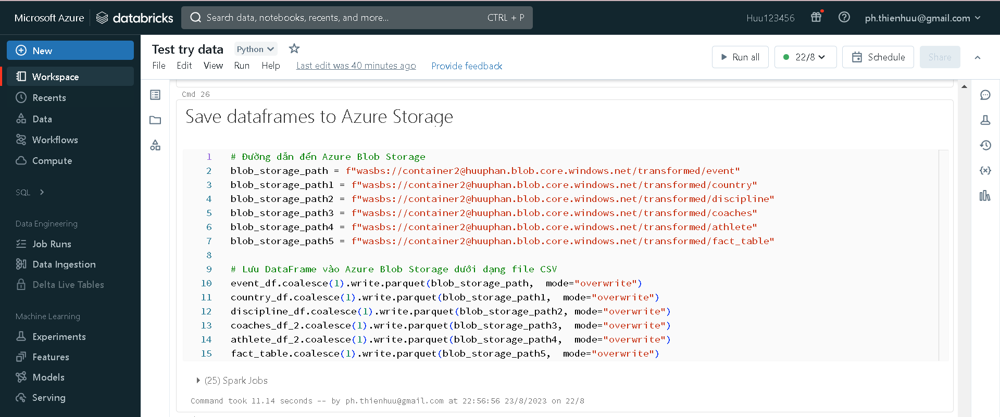 Microsoft Azure databricks Search data, notebooks, recents, and more... CTRL + P Huu123456 ph.thienhuu@gmail.com
New
Workspace
Recents
Data
Workflows
Compute
SQL
Data Engineering
Job Runs
Data Ingestion
Delta Live Tables
Machine Learning
Experiments
Features
Models
Serving
Test try data Python
File Edit View Run Help Last edit was 40 minutes ago Provide feedback
Run all 22/8 Schedule Share
Cmd 26
Save dataframes to Azure Storage
1 # Đường dẫn đến Azure Blob Storage
2 blob_storage_path = f"wasbs://container2@huuphan.blob.core.windows.net/transformed/event"
3 blob_storage_path1 = f"wasbs://container2@huuphan.blob.core.windows.net/transformed/country"
4 blob_storage_path2 = f"wasbs://container2@huuphan.blob.core.windows.net/transformed/discipline"
5 blob_storage_path3 = f"wasbs://container2@huuphan.blob.core.windows.net/transformed/coaches"
6 blob_storage_path4 = f"wasbs://container2@huuphan.blob.core.windows.net/transformed/athlete"
7 blob_storage_path5 = f"wasbs://container2@huuphan.blob.core.windows.net/transformed/fact_table"
8
9 # Lưu DataFrame vào Azure Blob Storage dưới dạng file CSV
10 event_df.coalesce(1).write.parquet(blob_storage_path,  mode="overwrite")
11 country_df.coalesce(1).write.parquet(blob_storage_path1,  mode="overwrite")
12 discipline_df.coalesce(1).write.parquet(blob_storage_path2, mode="overwrite")
13 coaches_df_2.coalesce(1).write.parquet(blob_storage_path3,  mode="overwrite")
14 athlete_df_2.coalesce(1).write.parquet(blob_storage_path4,  mode="overwrite")
15 fact_table.coalesce(1).write.parquet(blob_storage_path5,  mode="overwrite")
(25) Spark Jobs
Command took 11.14 seconds -- by ph.thienhuu@gmail.com at 22:56:56 23/8/2023 on 22/8